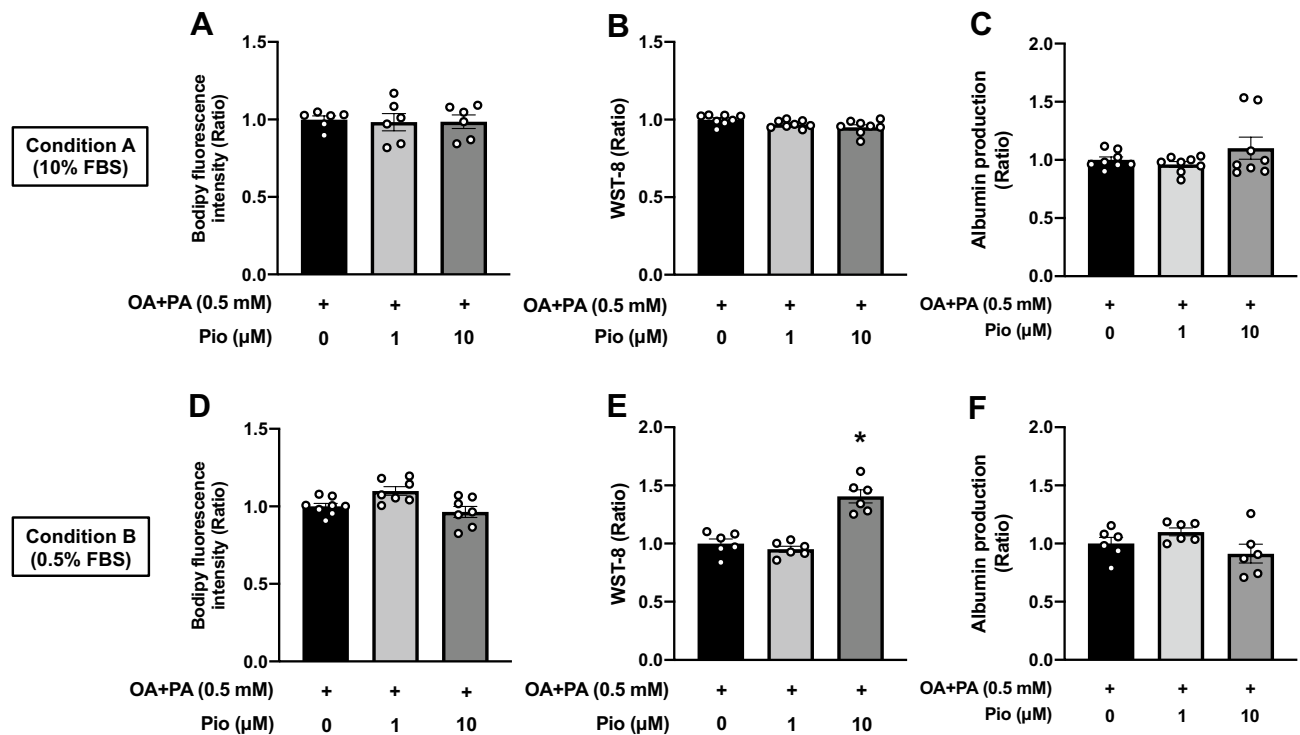 A
Bodipy fluorescence
intensity (Ratio)
1.5
1.0
0.5
0.0
OA+PA (0.5 mM) + + +
Pio (µM) 0 1 10
B
WST-8 (Ratio)
1.5
1.0
0.5
0.0
OA+PA (0.5 mM) + + +
Pio (µM) 0 1 10
C
Albumin production
(Ratio)
2.0
1.5
1.0
0.5
0.0
OA+PA (0.5 mM) + + +
Pio (µM) 0 1 10
Condition A
(10% FBS)
D
Bodipy fluorescence
intensity (Ratio)
1.5
1.0
0.5
0.0
OA+PA (0.5 mM) + + +
Pio (µM) 0 1 10
E
WST-8 (Ratio)
2.0
1.5
1.0
0.5
0.0
*
OA+PA (0.5 mM) + + +
Pio (µM) 0 1 10
F
Albumin production
(Ratio)
2.0
1.5
1.0
0.5
0.0
OA+PA (0.5 mM) + + +
Pio (µM) 0 1 10
Condition B
(0.5% FBS)